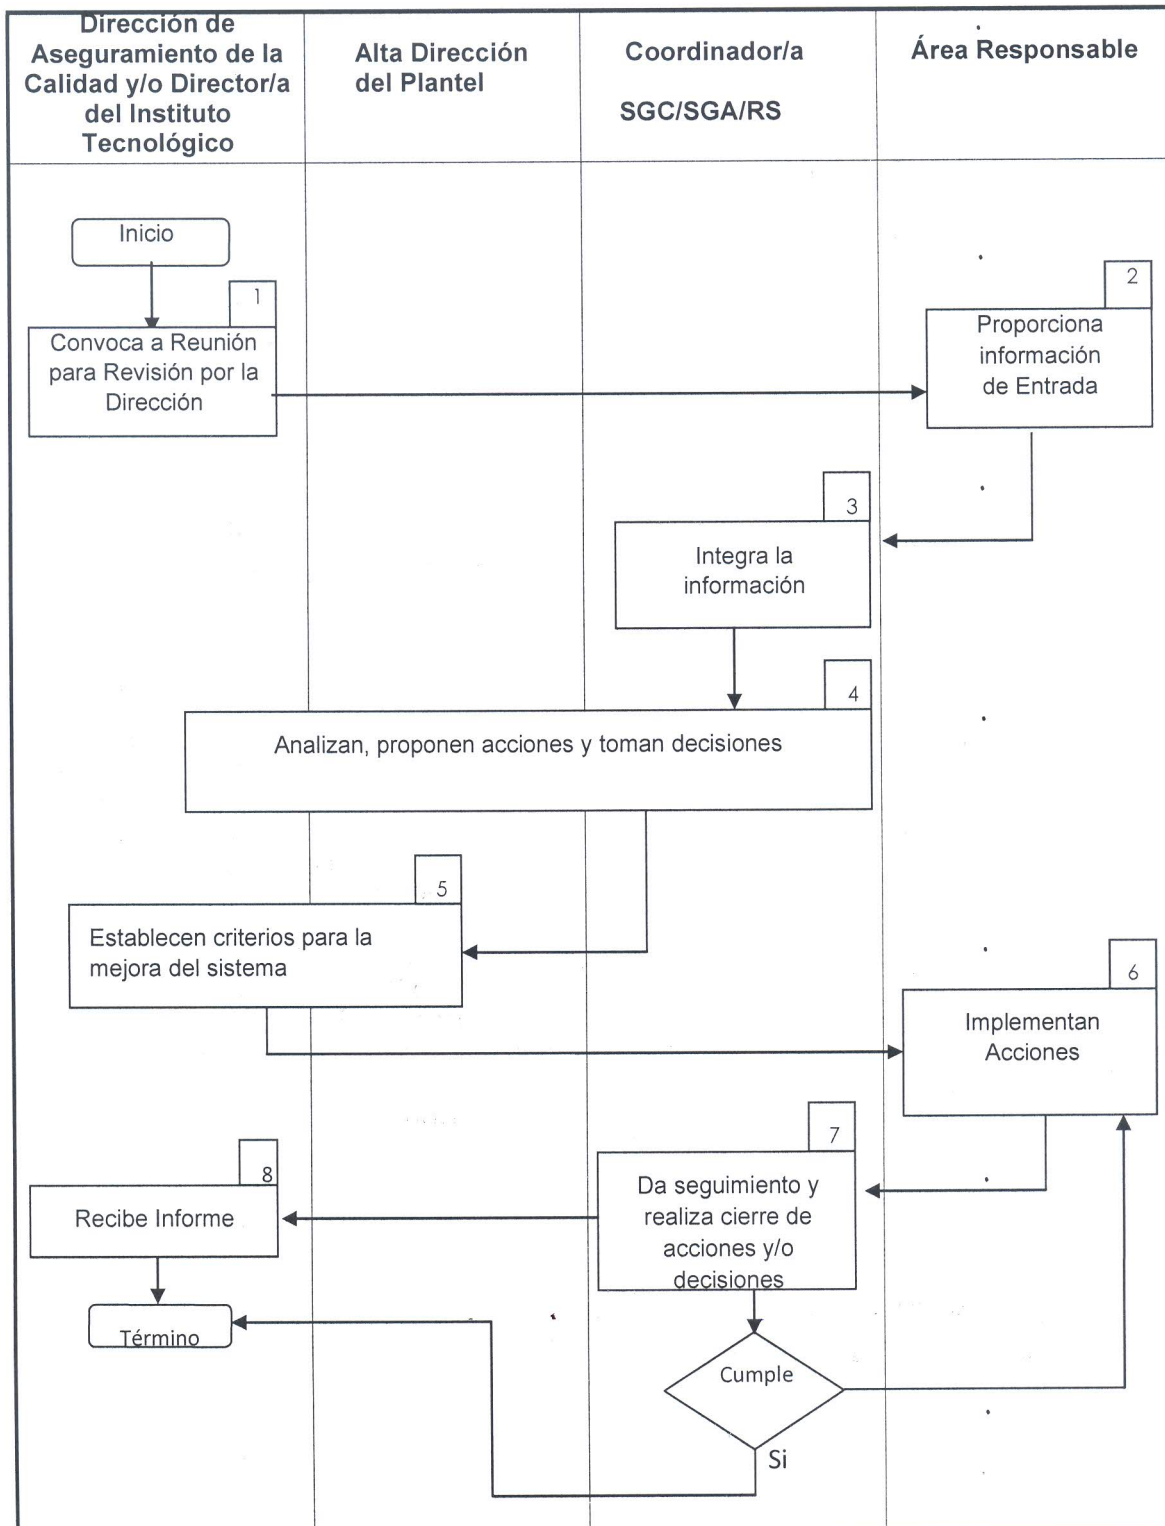 Dirección de
Aseguramiento de la
Calidad y/o Director/a
del Instituto
Tecnológico
Alta Dirección
del Plantel
Coordinador/a
SGC/SGA/RS
Área Responsable
Inicio
1
Convoca a Reunión
para Revisión por la
Dirección
2
Proporciona
información
de Entrada
3
Integra la
información
4
Analizan, proponen acciones y toman decisiones
5
Establecen criterios para la
mejora del sistema
6
Implementan
Acciones
7
Da seguimiento y
realiza cierre de
acciones y/o
decisiones
8
Recibe Informe
Término
Cumple
Si